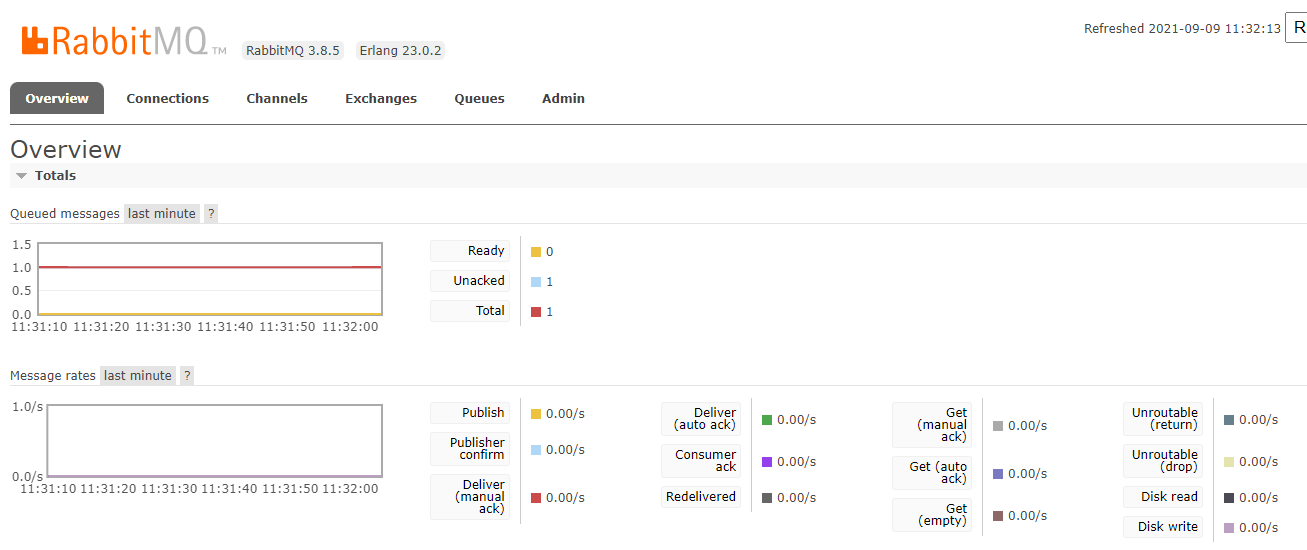 RabbitMQ TM RabbitMQ 3.8.5 Erlang 23.0.2
Refreshed 2021-09-09 11:32:13 R
Overview Connections Channels Exchanges Queues Admin
Overview
Totals
Queued messages last minute ?
1.5
1.0
0.5
0.0
11:31:10 11:31:20 11:31:30 11:31:40 11:31:50 11:32:00
Ready 0
Unacked 1
Total 1
Message rates last minute ?
1.0/s
0.0/s
11:31:10 11:31:20 11:31:30 11:31:40 11:31:50 11:32:00
Publish 0.00/s
Publisher
confirm 0.00/s
Deliver
(manual
ack) 0.00/s
Deliver
(auto ack) 0.00/s
Consumer
ack 0.00/s
Redelivered 0.00/s
Get
(manual
ack) 0.00/s
Get (auto
ack) 0.00/s
Get
(empty) 0.00/s
Unroutable
(return) 0.00/s
Unroutable
(drop) 0.00/s
Disk read 0.00/s
Disk write 0.00/s